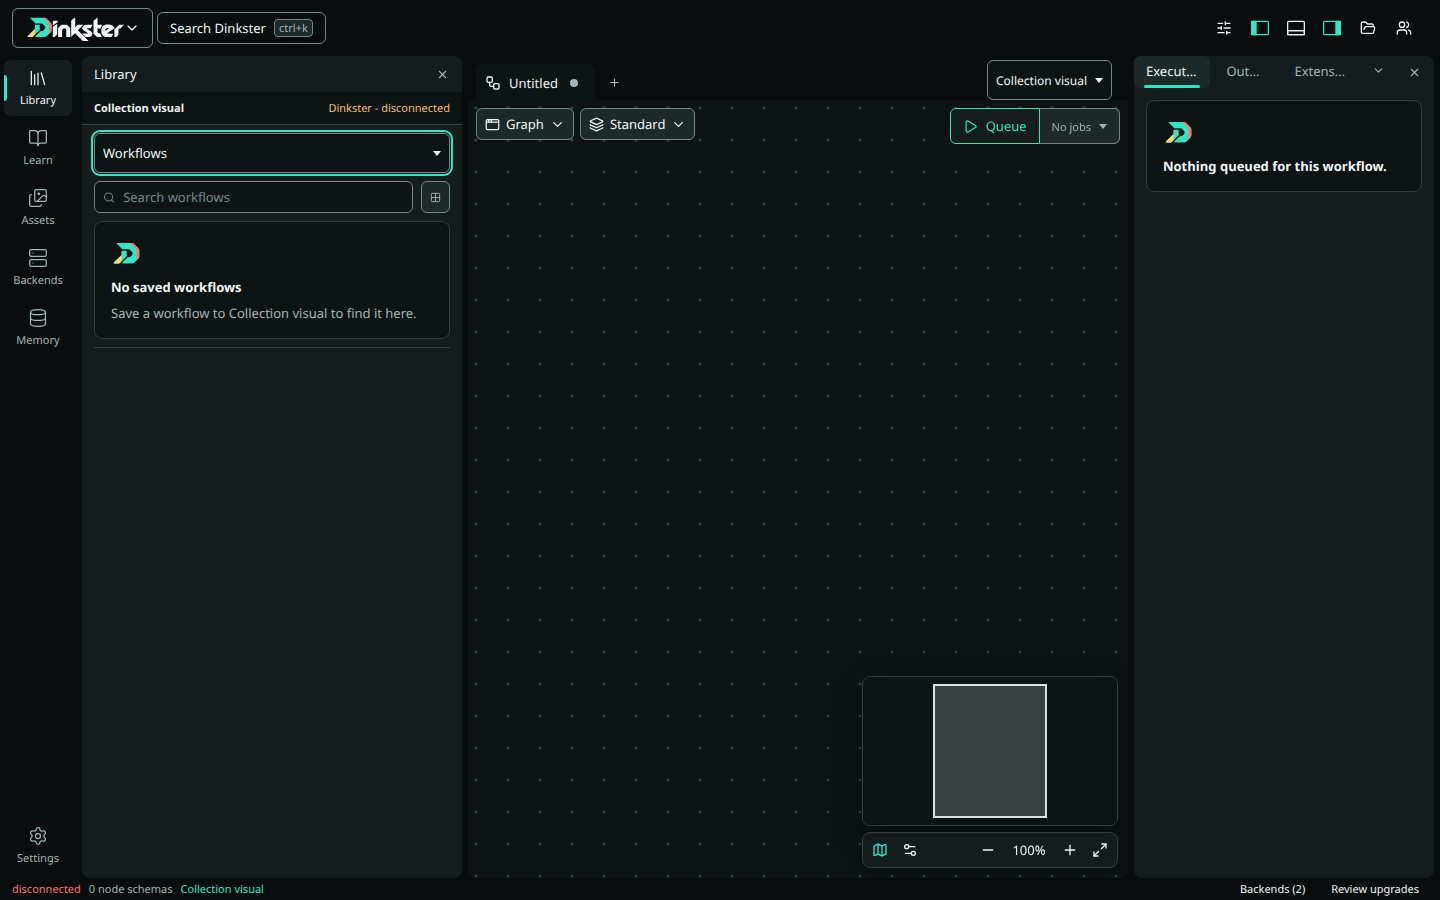 Dinkster
Search Dinkster ctrl+k
Library
Learn
Assets
Backends
Memory
Settings
Library
Collection visual
Dinkster - disconnected
Workflows
Search workflows
No saved workflows
Save a workflow to Collection visual to find it here.
Untitled
Collection visual
Graph
Standard
Queue
No jobs
100%
Execut...
Out...
Extens...
Nothing queued for this workflow.
disconnected 0 node schemas Collection visual
Backends (2)
Review upgrades